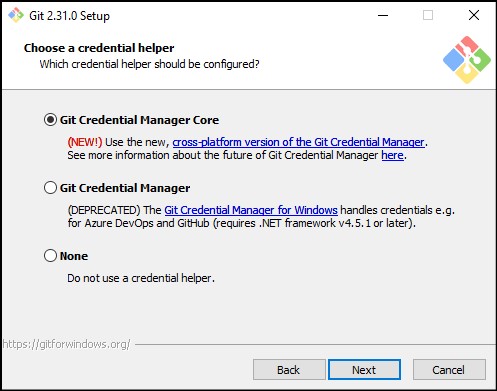 Git 2.31.0 Setup
Choose a credential helper
Which credential helper should be configured?
Git Credential Manager Core
(NEW!) Use the new, cross-platform version of the Git Credential Manager.
See more information about the future of Git Credential Manager here.
Git Credential Manager
(DEPRECATED) The Git Credential Manager for Windows handles credentials e.g.
for Azure DevOps and GitHub (requires .NET framework v4.5.1 or later).
None
Do not use a credential helper.
https://gitforwindows.org/
Back Next Cancel